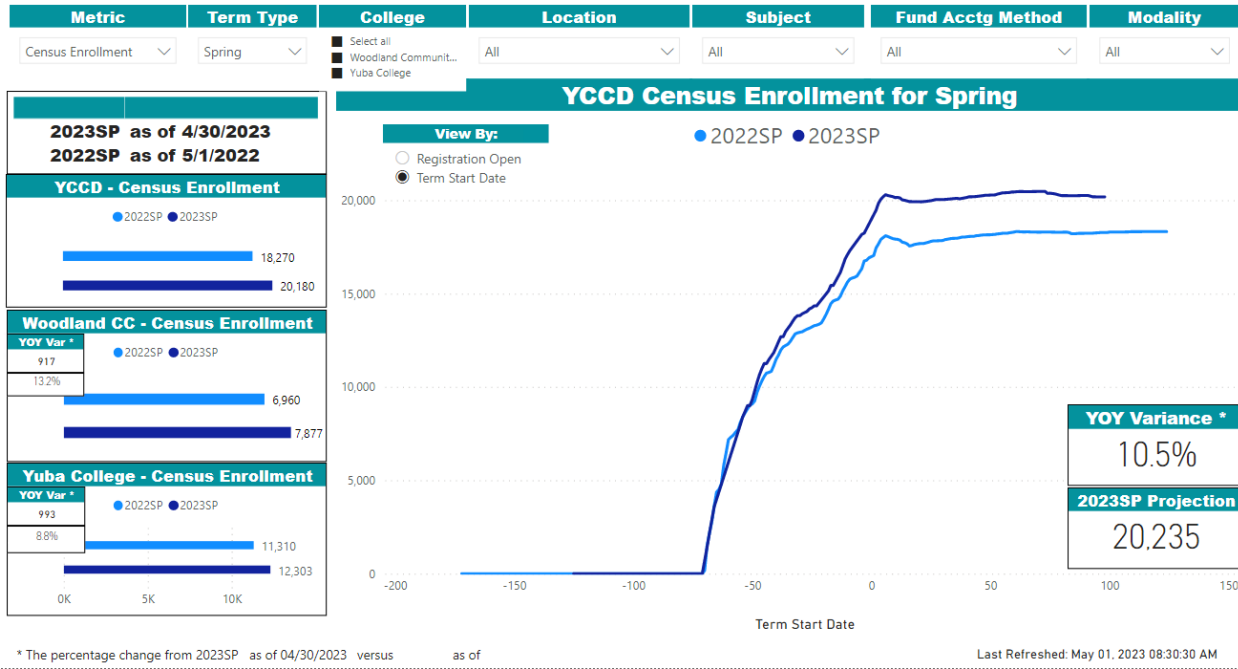 Metric Term Type College Location Subject Fund Acctg Method Modality
Census Enrollment Spring All All All All
Select all
Woodland Communit...
Yuba College
YCCD Census Enrollment for Spring
2023SP as of 4/30/2023
2022SP as of 5/1/2022
View By:
Registration Open
Term Start Date
2022SP 2023SP
YCCD - Census Enrollment
2022SP 2023SP
18,270
20,180
Woodland CC - Census Enrollment
YOY Var *
917
13.2%
2022SP 2023SP
6,960
7,877
Yuba College - Census Enrollment
YOY Var *
993
8.8%
2022SP 2023SP
11,310
12,303
0K 5K 10K
20,000
15,000
10,000
5,000
0
-200 -150 -100 -50 0 50 100 150
Term Start Date
YOY Variance *
10.5%
2023SP Projection
20,235
* The percentage change from 2023SP as of 04/30/2023 versus as of
Last Refreshed: May 01, 2023 08:30:30 AM